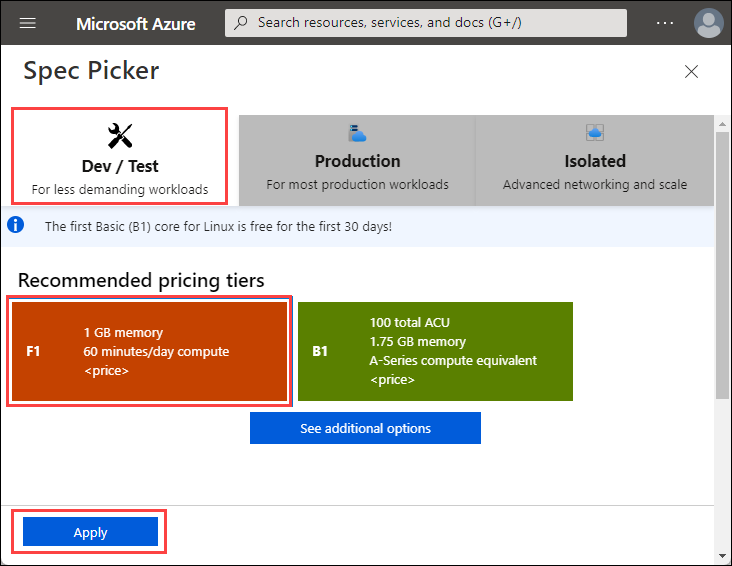 Microsoft Azure
Search resources, services, and docs (G+/)
...
Spec Picker
Dev / Test
For less demanding workloads
Production
For most production workloads
Isolated
Advanced networking and scale
The first Basic (B1) core for Linux is free for the first 30 days!
Recommended pricing tiers
F1
1 GB memory
60 minutes/day compute
<price>
B1
100 total ACU
1.75 GB memory
A-Series compute equivalent
<price>
See additional options
Apply